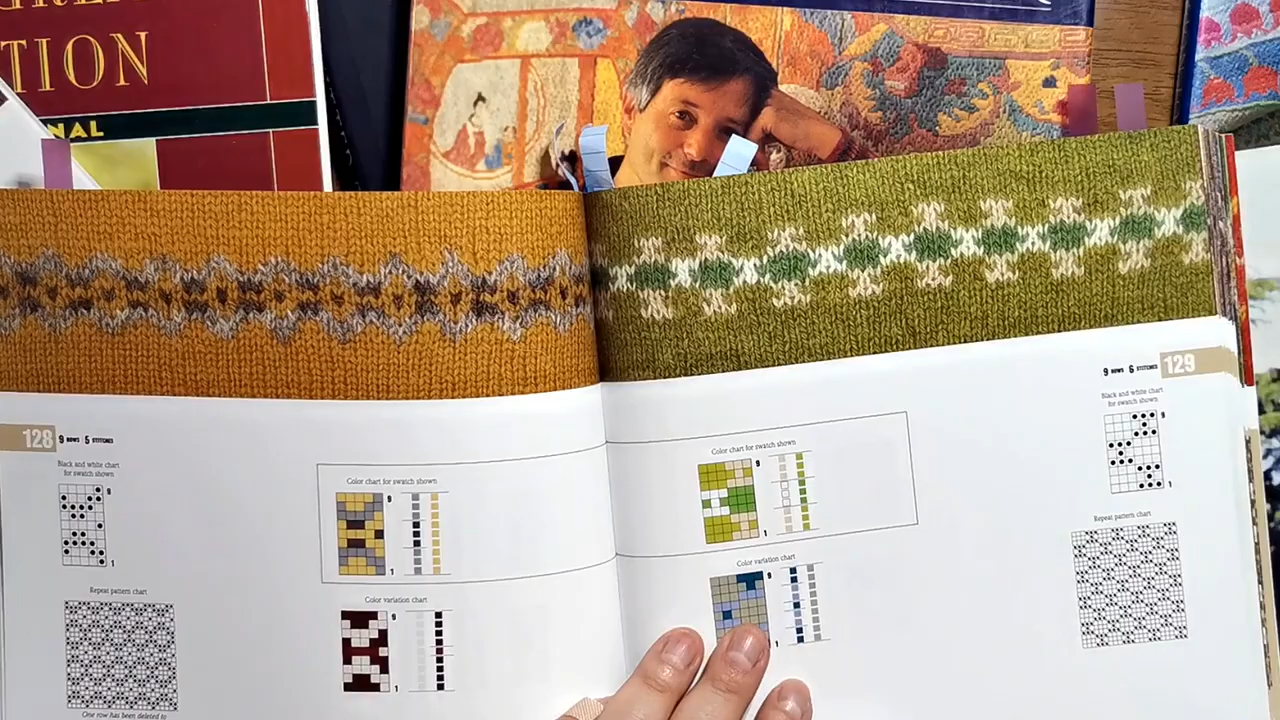 TION
NAL
128 9 ROWS 5 STITCHES
Black and white chart
for swatch shown
9
1
Repeat pattern chart
One row has been deleted to
Color chart for swatch shown
9
1
Color variation chart
9
1
Color chart for swatch shown
9
1
Color variation chart
9
1
9 ROWS 6 STITCHES 129
Black and white chart
for swatch shown
9
1
Repeat pattern chart